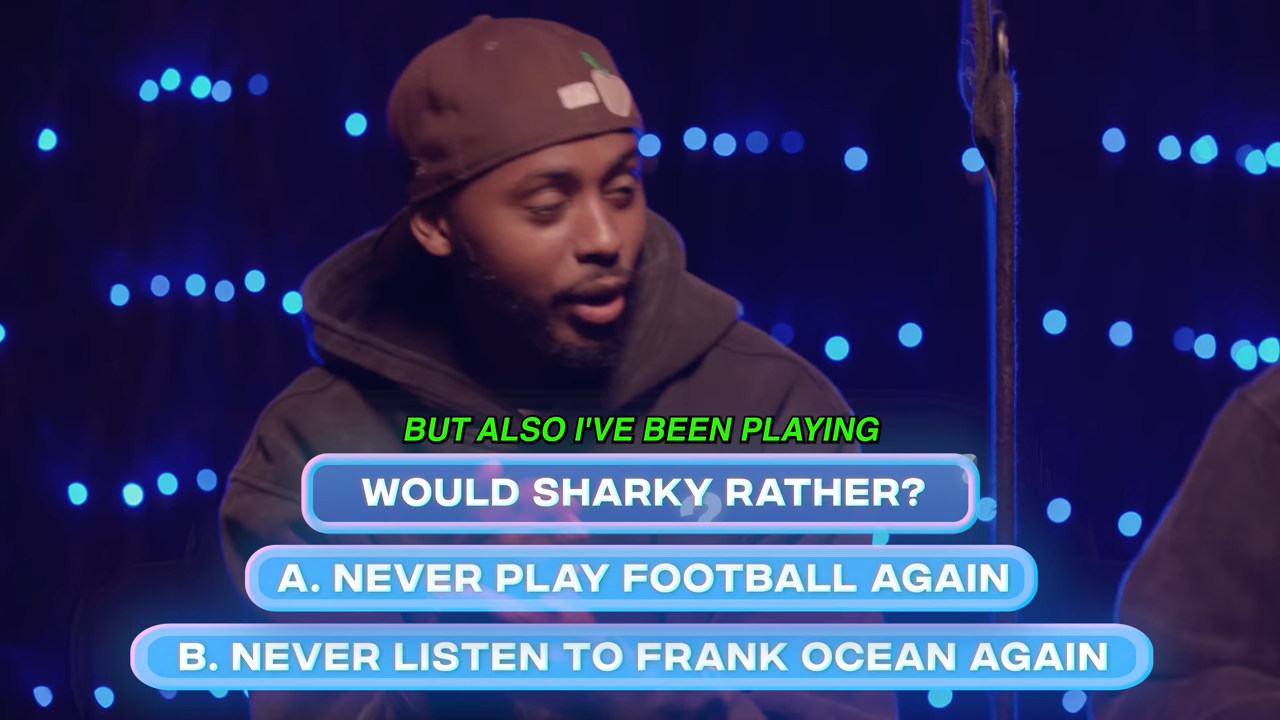 BUT ALSO I'VE BEEN PLAYING
WOULD SHARKY RATHER?
A. NEVER PLAY FOOTBALL AGAIN
B. NEVER LISTEN TO FRANK OCEAN AGAIN